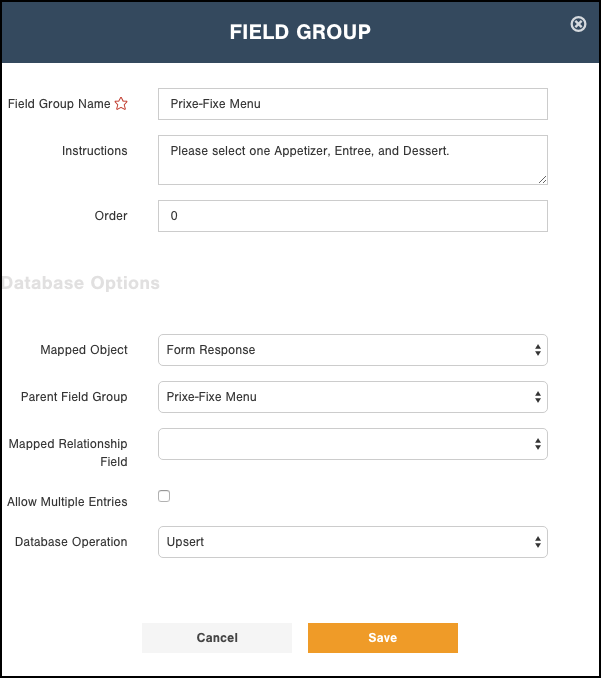 FIELD GROUP
Field Group Name
Prixe-Fixe Menu
Instructions
Please select one Appetizer, Entree, and Dessert.
Order
0
Database Options
Mapped Object
Form Response
Parent Field Group
Prixe-Fixe Menu
Mapped Relationship
Field
Allow Multiple Entries
Database Operation
Upsert
Cancel
Save